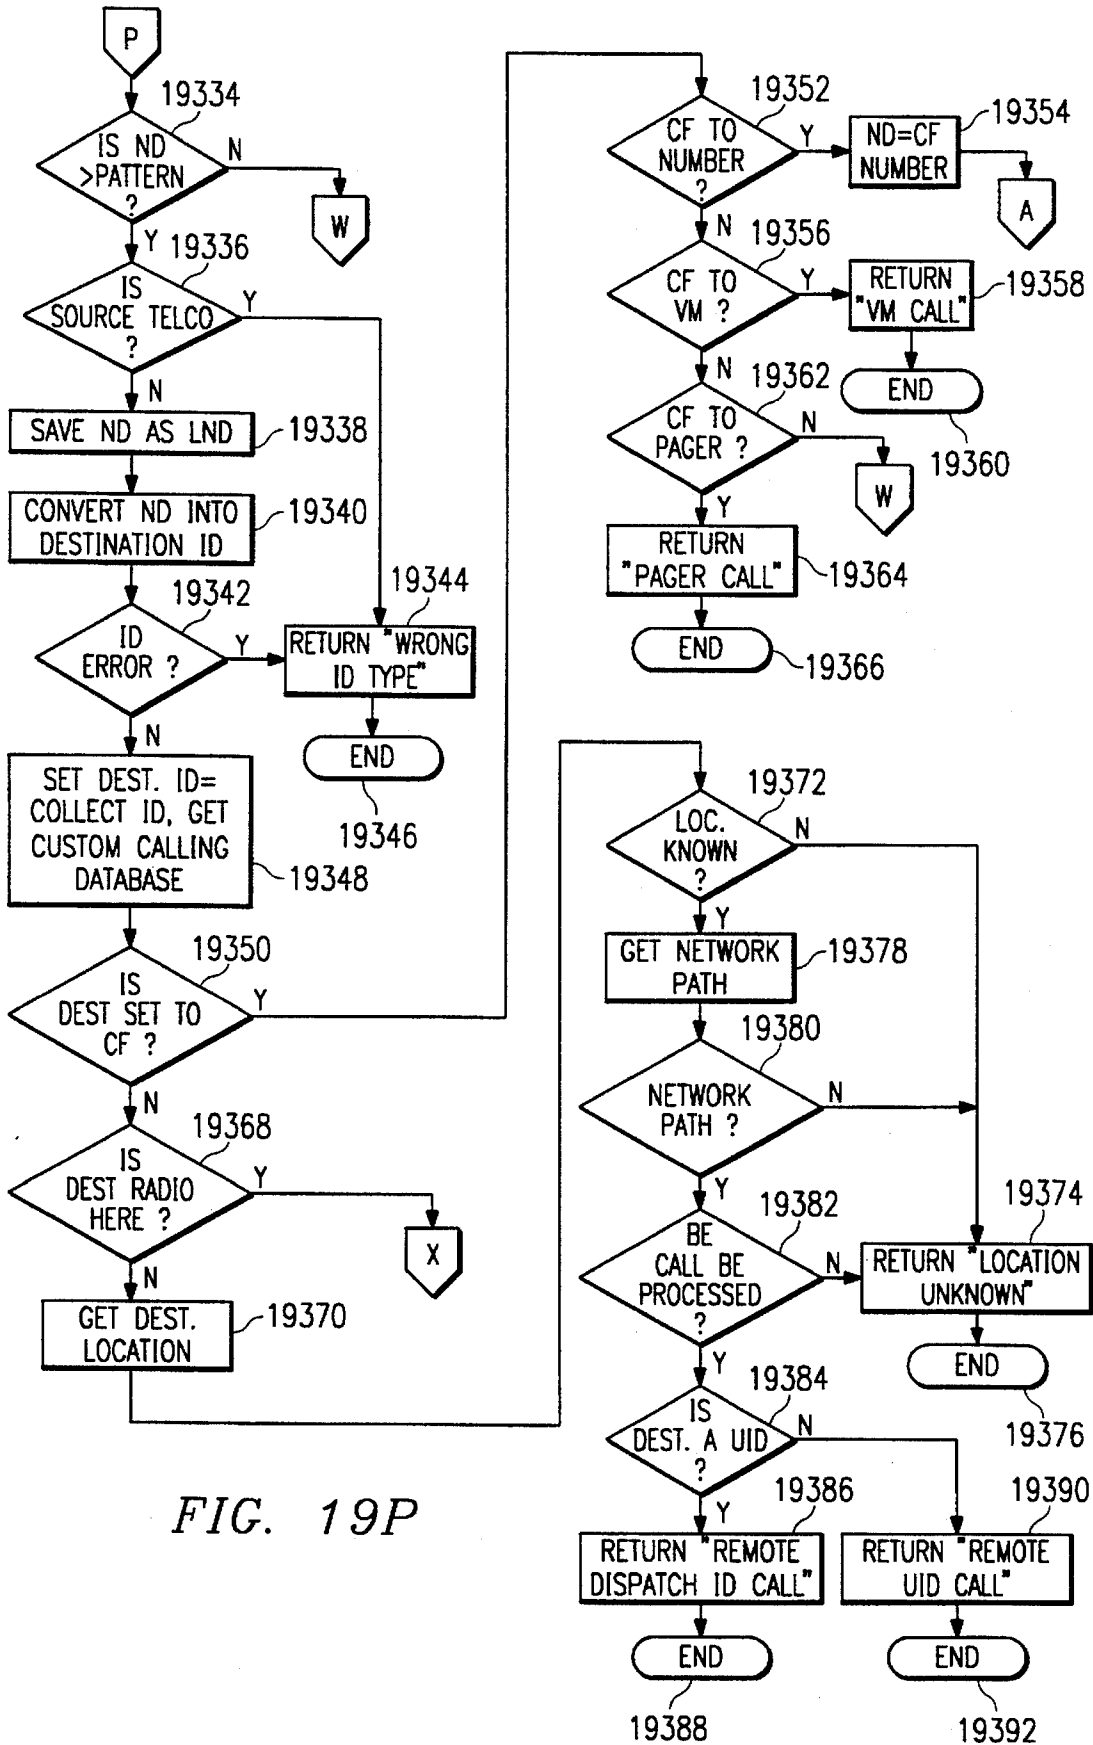 P
19334
IS ND
>PATTERN
?
N
W
Y
19336
IS
SOURCE TELCO
?
Y
N
SAVE ND AS LND
19338
CONVERT ND INTO
DESTINATION ID
19340
19342
ID
ERROR ?
Y
19344
RETURN "WRONG
ID TYPE"
N
END
19346
SET DEST. ID=
COLLECT ID, GET
CUSTOM CALLING
DATABASE
19348
19350
IS
DEST SET TO
CF ?
Y
N
19368
IS
DEST RADIO
HERE ?
Y
X
N
GET DEST.
LOCATION
19370
19352
CF TO
NUMBER
?
Y
19354
ND=CF
NUMBER
A
N
19356
CF TO
VM ?
Y
RETURN
"VM CALL"
19358
END
19360
N
19362
CF TO
PAGER ?
N
W
Y
RETURN
"PAGER CALL"
19364
END
19366
19372
LOC.
KNOWN
?
N
Y
GET NETWORK
PATH
19378
19380
NETWORK
PATH ?
N
Y
19382
BE
CALL BE
PROCESSED
?
N
19374
RETURN "LOCATION
UNKNOWN"
END
19376
Y
19384
IS
DEST. A UID
?
N
Y
19386
RETURN "REMOTE
DISPATCH ID CALL"
END
19388
19390
RETURN "REMOTE
UID CALL"
END
19392
FIG. 19P